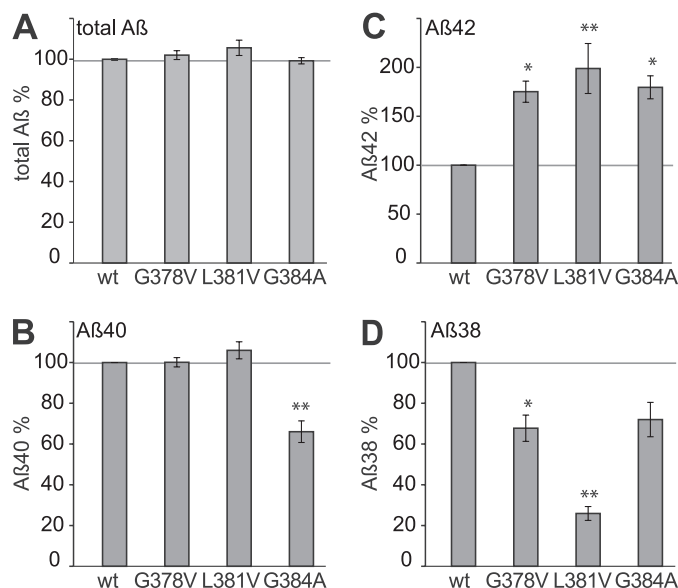 A total Aß
100
80
60
40
20
0
total Aß %
wt G378V L381V G384A
C Aß42
**
* *
200
150
100
50
0
Aß42 %
wt G378V L381V G384A
B Aß40
100
80
60
40
20
0
Aß40 %
**
wt G378V L381V G384A
D Aß38
100
80
60
40
20
0
Aß38 %
*
**
wt G378V L381V G384A